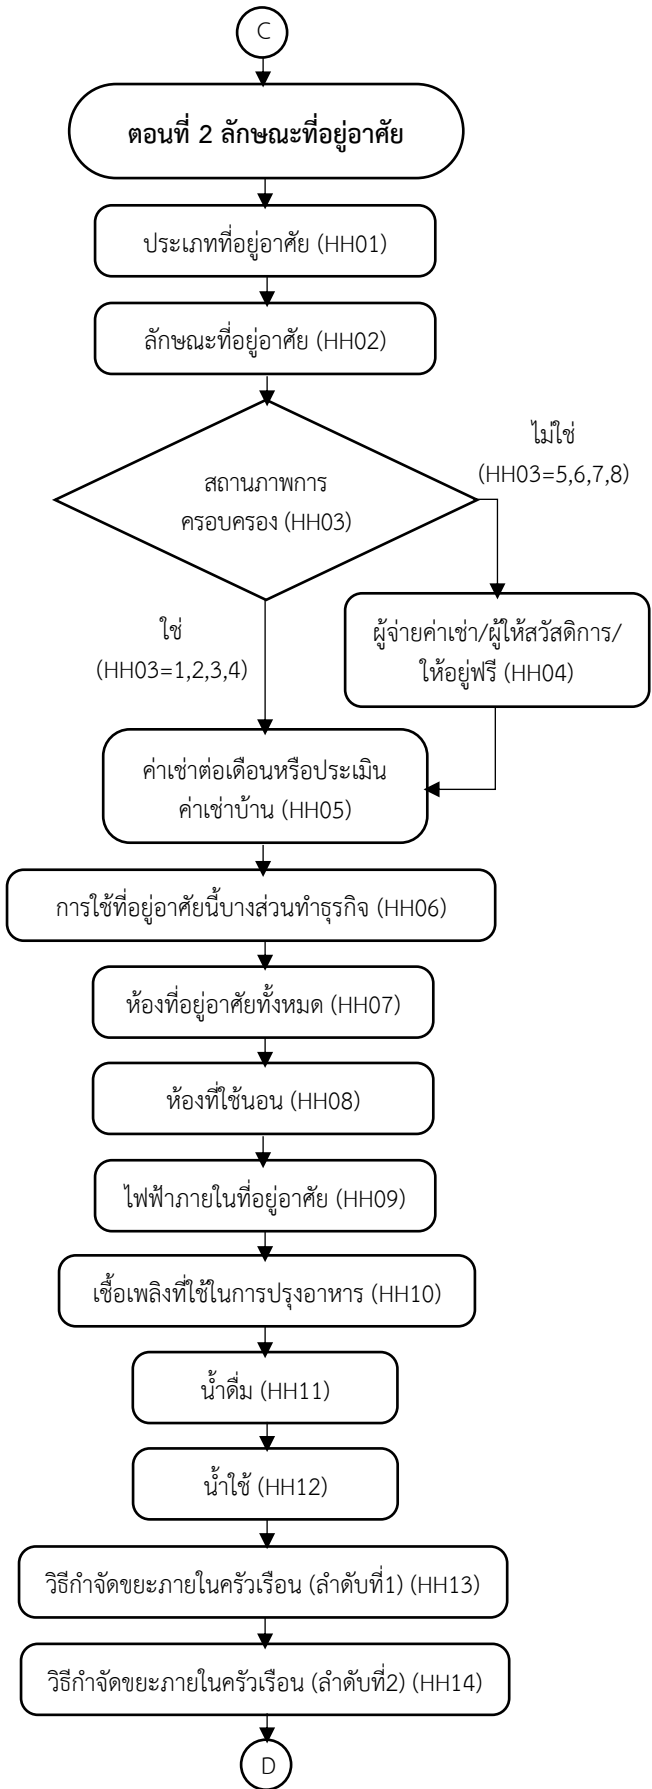 C
ตอนที่ 2 ลักษณะที่อยู่อาศัย
ประเภทที่อยู่อาศัย (HH01)
ลักษณะที่อยู่อาศัย (HH02)
สถานภาพการ
ครอบครอง (HH03)
ไม่ใช่
(HH03=5,6,7,8)
ผู้จ่ายค่าเช่า/ผู้ให้สวัสดิการ/
ให้อยู่ฟรี (HH04)
ใช่
(HH03=1,2,3,4)
ค่าเช่าต่อเดือนหรือประเมิน
ค่าเช่าบ้าน (HH05)
การใช้ที่อยู่อาศัยนี้บางส่วนทำธุรกิจ (HH06)
ห้องที่อยู่อาศัยทั้งหมด (HH07)
ห้องที่ใช้นอน (HH08)
ไฟฟ้าภายในที่อยู่อาศัย (HH09)
เชื้อเพลิงที่ใช้ในการปรุงอาหาร (HH10)
น้ำดื่ม (HH11)
น้ำใช้ (HH12)
วิธีกำจัดขยะภายในครัวเรือน (ลำดับที่1) (HH13)
วิธีกำจัดขยะภายในครัวเรือน (ลำดับที่2) (HH14)
D